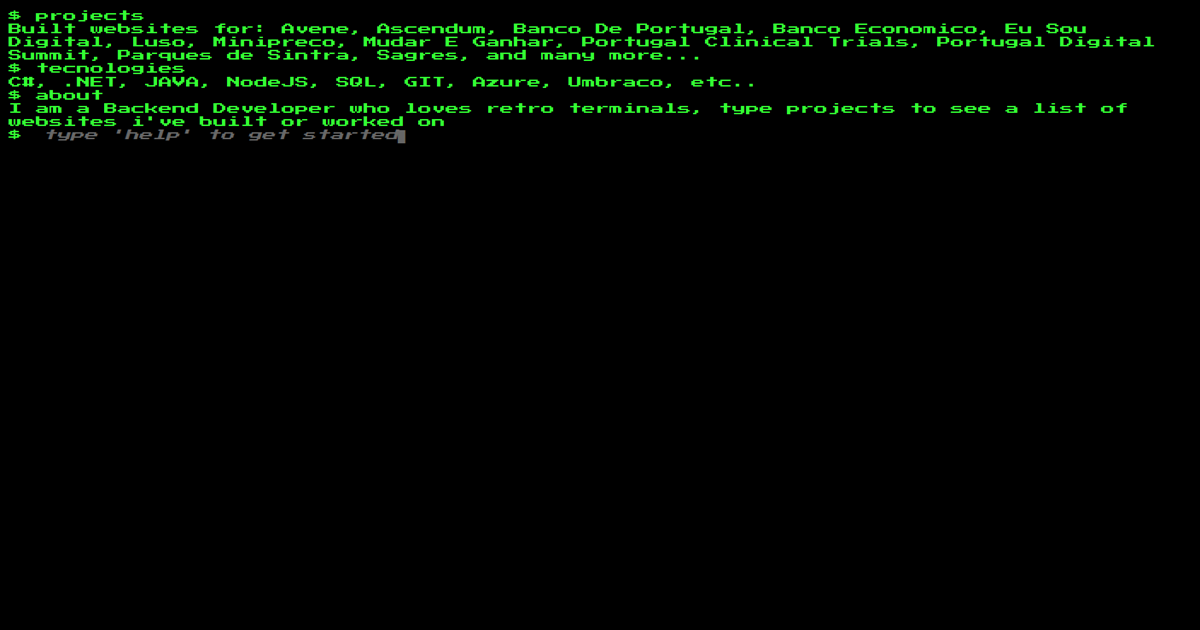 $ projects
Built websites for: Avene, Ascendum, Banco De Portugal, Banco Economico, Eu Sou
Digital, Luso, Minipreco, Mudar E Ganhar, Portugal Clinical Trials, Portugal Digital
Summit, Parques de Sintra, Sagres, and many more...
$ tecnologies
C#, .NET, JAVA, NodeJS, SQL, GIT, Azure, Umbraco, etc..
$ about
I am a Backend Developer who loves retro terminals, type projects to see a list of
websites i've built or worked on
$ type 'help' to get started